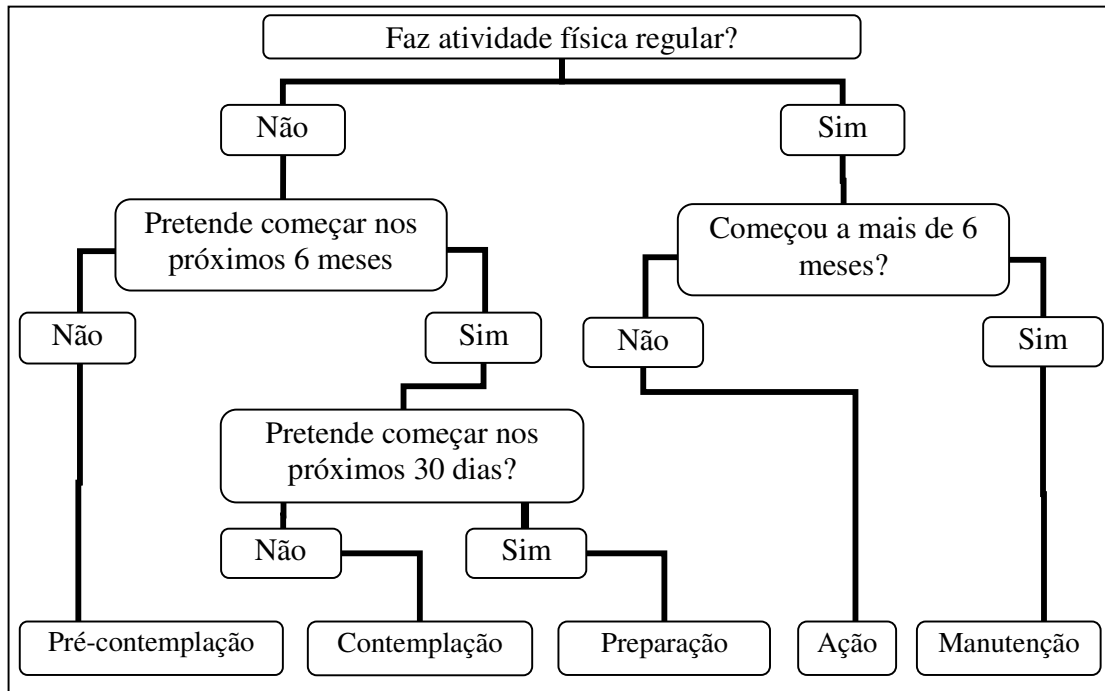 Faz atividade física regular?
Não
Sim
Pretende começar nos
próximos 6 meses
Começou a mais de 6
meses?
Não
Sim
Não
Sim
Pretende começar nos
próximos 30 dias?
Não
Sim
Pré-contemplação
Contemplação
Preparação
Ação
Manutenção